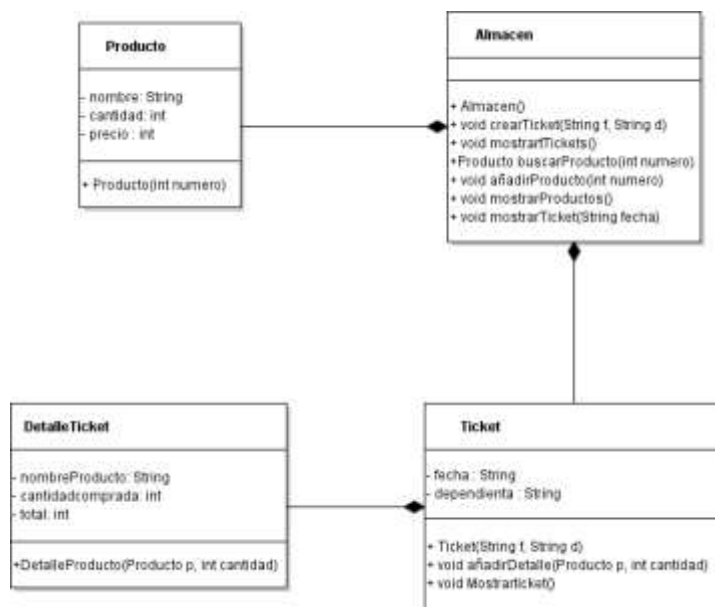 Producto
- nombre: String
- cantidad: int
- precio : int
+ Producto(int numero)
Almacen
+ Almacen()
+ void crearTicket(String f, String d)
+ void mostrartTickets()
+Producto buscarProducto(int numero)
+ void añadirProducto(int numero)
+ void mostrarProductos()
+ void mostrarTicket(String fecha)
DetalleTicket
- nombreProducto: String
- cantidadcomprada: int
- total: int
+DetalleProducto(Producto p, int cantidad)
Ticket
- fecha : String
- dependienta : String
+ Ticket(String f, String d)
+ void añadirDetalle(Producto p, int cantidad)
+ void Mostrarticket()